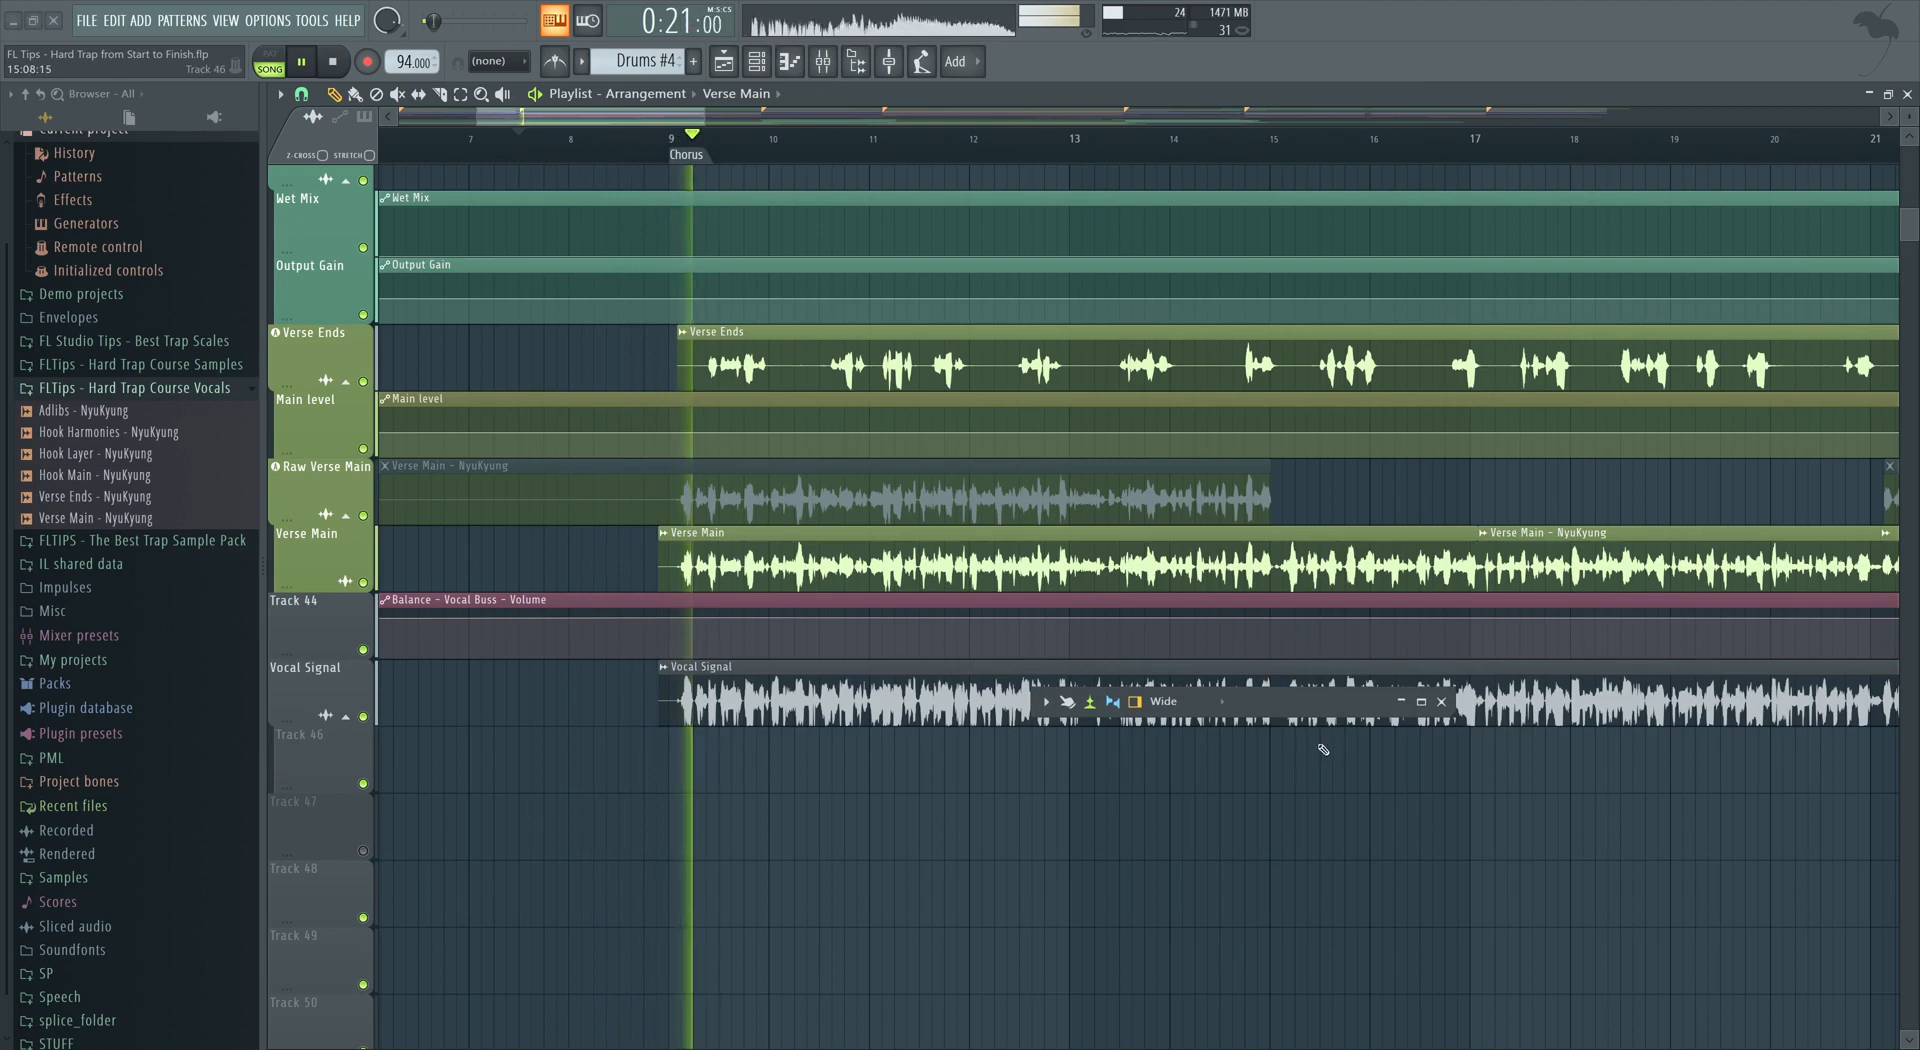 FILE EDIT ADD PATTERNS VIEW OPTIONS TOOLS HELP
0:21:00
M:S:CS
24
1471 MB
31
FL Tips - Hard Trap from Start to Finish.flp
15:08:15
Track 46
PAT
SONG
94.000
(none)
Drums #4
Add
Browser - All
Playlist - Arrangement
Verse Main
Current project
History
Patterns
Effects
Generators
Remote control
Initialized controls
Demo projects
Envelopes
FL Studio Tips - Best Trap Scales
FLTips - Hard Trap Course Samples
FLTips - Hard Trap Course Vocals
Adlibs - NyuKyung
Hook Harmonies - NyuKyung
Hook Layer - NyuKyung
Hook Main - NyuKyung
Verse Ends - NyuKyung
Verse Main - NyuKyung
FLTIPS - The Best Trap Sample Pack
IL shared data
Impulses
Misc
Mixer presets
My projects
Packs
Plugin database
Plugin presets
PML
Project bones
Recent files
Recorded
Rendered
Samples
Scores
Sliced audio
Soundfonts
SP
Speech
splice_folder
STUFF
Z-CROSS
STRETCH
7 8 9 10 11 12 13 14 15 16 17 18 19 20 21
Chorus
Wet Mix
Wet Mix
Output Gain
Output Gain
Verse Ends
Verse Ends
Main level
Main level
Raw Verse Main
Verse Main - NyuKyung
Verse Main
Verse Main
Verse Main - NyuKyung
Track 44
Balance - Vocal Buss - Volume
Vocal Signal
Vocal Signal
Wide
Track 46
Track 47
Track 48
Track 49
Track 50